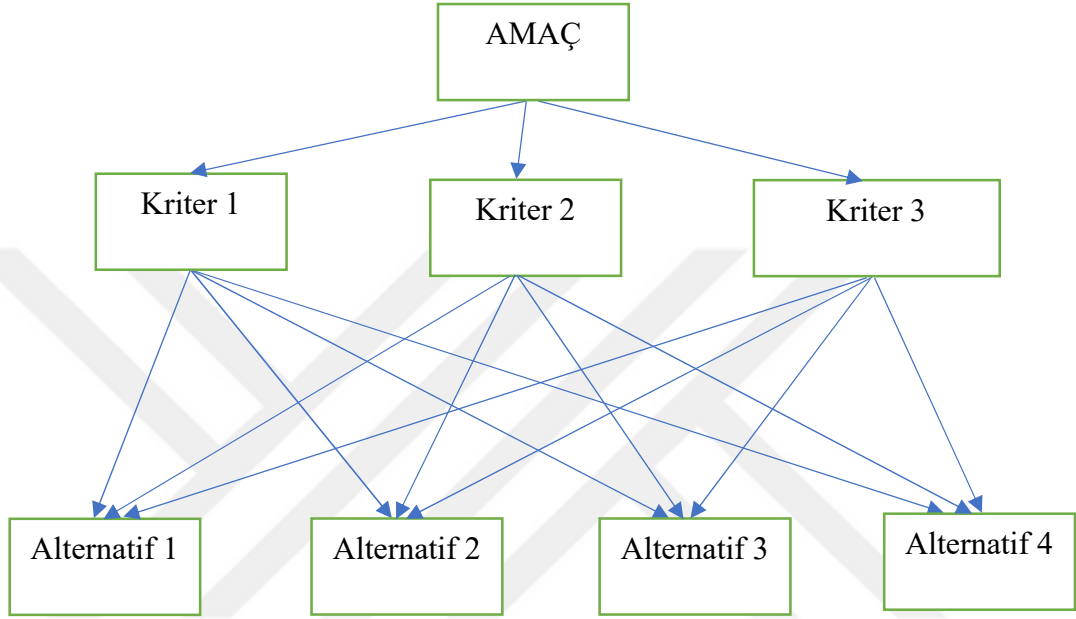 AMAÇ
Kriter 1
Kriter 2
Kriter 3
Alternatif 1
Alternatif 2
Alternatif 3
Alternatif 4